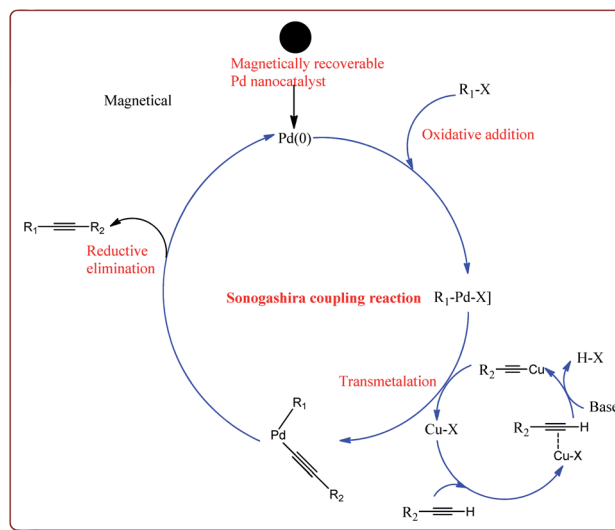 Magnetically recoverable
Pd nanocatalyst
Magnetical
R₁-X
Pd(0)
Oxidative addition
R₁≡R₂
Reductive
elimination
Sonogashira coupling reaction
R₁-Pd-X]
H-X
R₂≡Cu
Transmetalation
Base
R₁
Cu-X
R₂≡H
Pd
Cu-X
R₂
R₂≡H